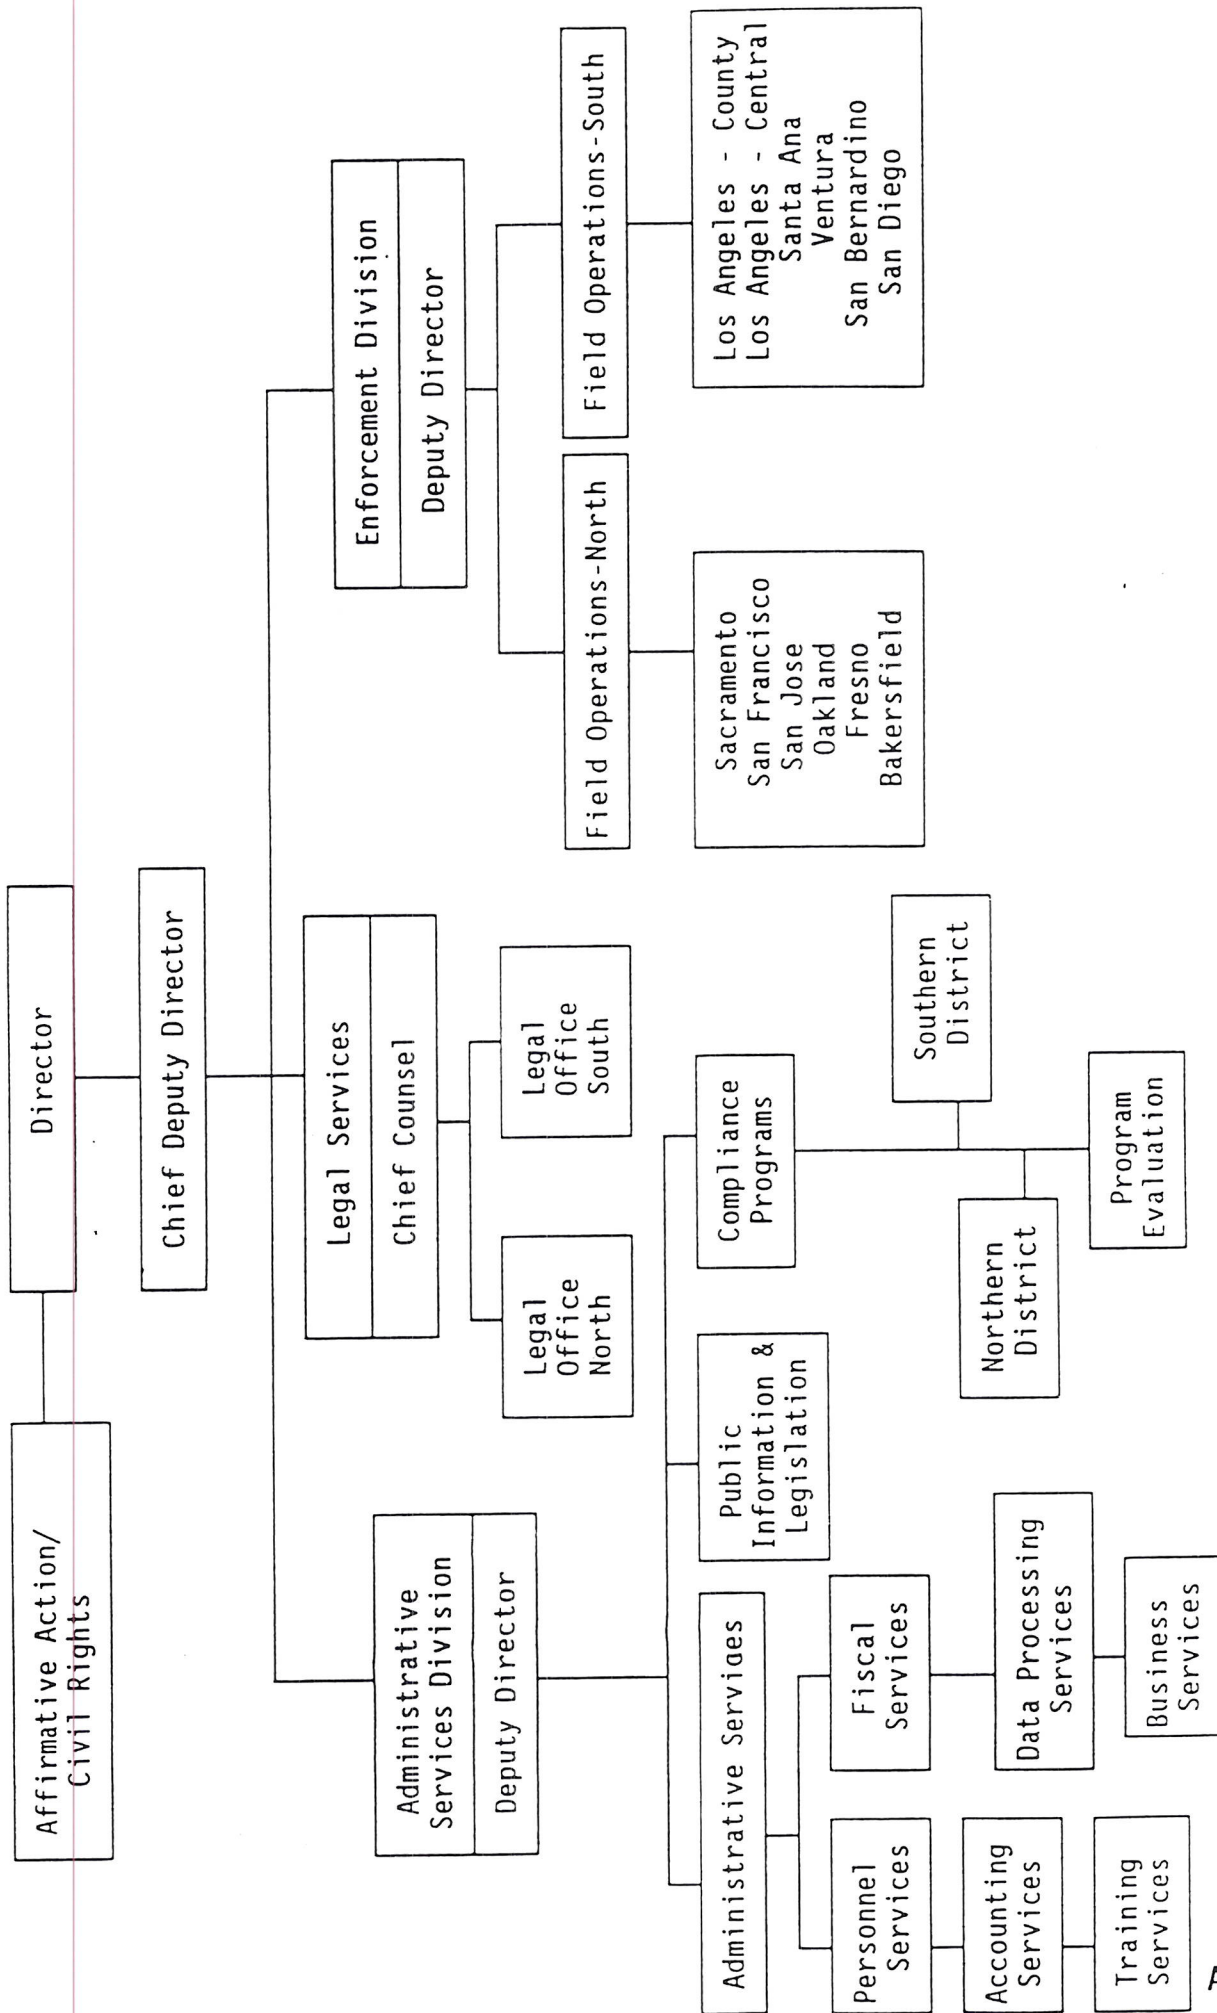 Affirmative Action/
Civil Rights
Director
Chief Deputy Director
Administrative
Services Division
Deputy Director
Legal Services
Chief Counsel
Enforcement Division
Deputy Director
Legal
Office
North
Legal
Office
South
Field Operations-North
Field Operations-South
Administrative Services
Public
Information &
Legislation
Compliance
Programs
Sacramento
San Francisco
San Jose
Oakland
Fresno
Bakersfield
Los Angeles - County
Los Angeles - Central
Santa Ana
Ventura
San Bernardino
San Diego
Personnel
Services
Fiscal
Services
Southern
District
Accounting
Services
Data Processing
Services
Northern
District
Training
Services
Business
Services
Program
Evaluation